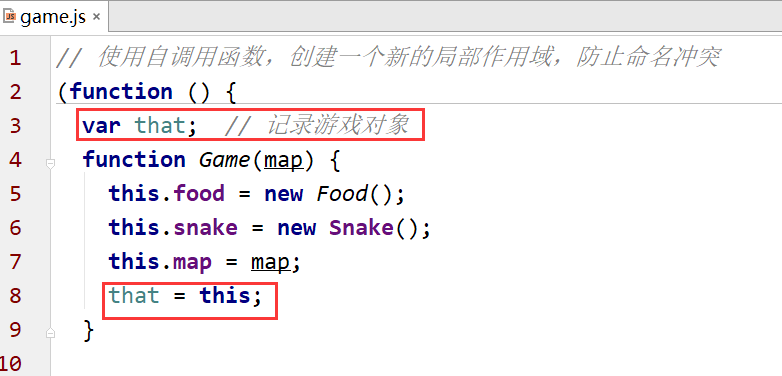 game.js ×
1 // 使用自调用函数，创建一个新的局部作用域，防止命名冲突
2 (function () {
3 var that; // 记录游戏对象
4 function Game(map) {
5 this.food = new Food();
6 this.snake = new Snake();
7 this.map = map;
8 that = this;
9 }
10